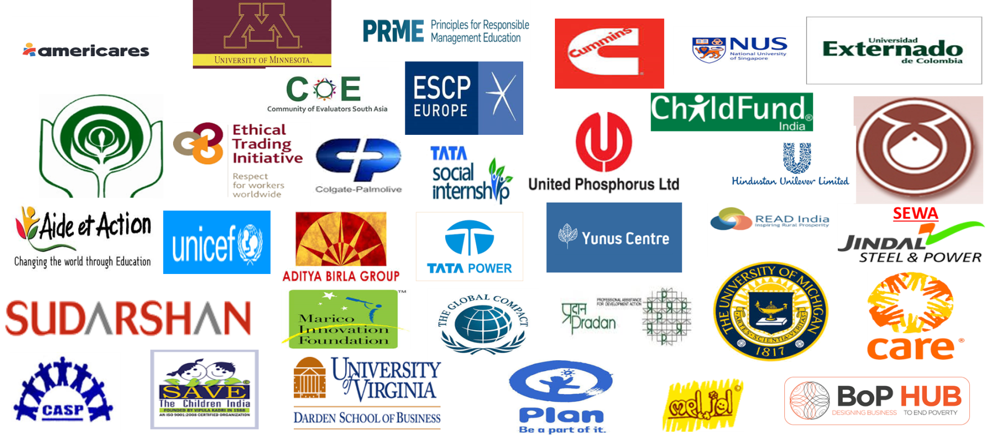 americares
M
UNIVERSITY OF MINNESOTA
PRME
Principles for Responsible
Management Education
Cummins
NUS
National University
of Singapore
Universidad
Externado
de Colombia
COE
Community of Evaluators South Asia
ESCP
EUROPE
ChildFund®
India
Ethical
Trading
Initiative
Respect
for workers
worldwide
CP
Colgate-Palmolive
TATA
social
internship
United Phosphorus Ltd
U
Hindustan Unilever Limited
SEWA
Aide et Action
Changing the world through Education
unicef
ADITYA BIRLA GROUP
TATA POWER
Yunus Centre
READ India
Inspiring Rural Prosperity
JINDAL
STEEL & POWER
SUDARSHAN
Marico
Innovation
Foundation
™
THE GLOBAL COMPACT
प्रदान
Pradan
PROFESSIONAL ASSISTANCE
FOR DEVELOPMENT ACTION
THE UNIVERSITY OF MICHIGAN
ARTES · SCIENTIA · VERITAS
1817
care®
CASP
SAVE©
The Children India
FOUNDED BY VIPULA KADRI IN 1988
AN ISO 9001:2008 CERTIFIED ORGANIZATION
UNIVERSITY
of VIRGINIA
DARDEN SCHOOL OF BUSINESS
Plan
Be a part of it.
©
BoP HUB
DESIGNING BUSINESS TO END POVERTY